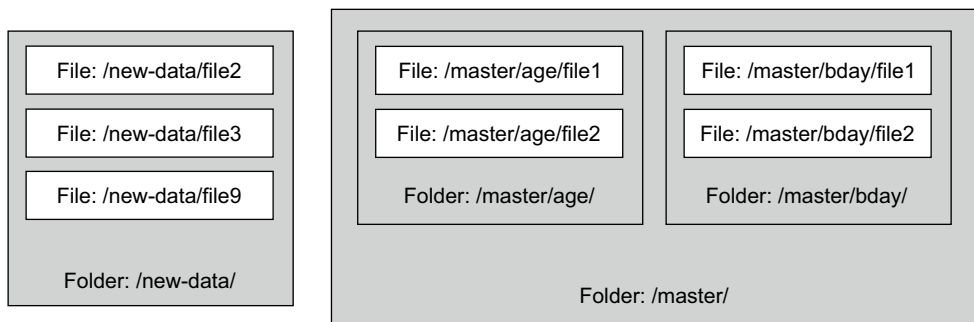 File: /new-data/file2
File: /new-data/file3
File: /new-data/file9
Folder: /new-data/
File: /master/age/file1
File: /master/age/file2
Folder: /master/age/
File: /master/bday/file1
File: /master/bday/file2
Folder: /master/bday/
Folder: /master/